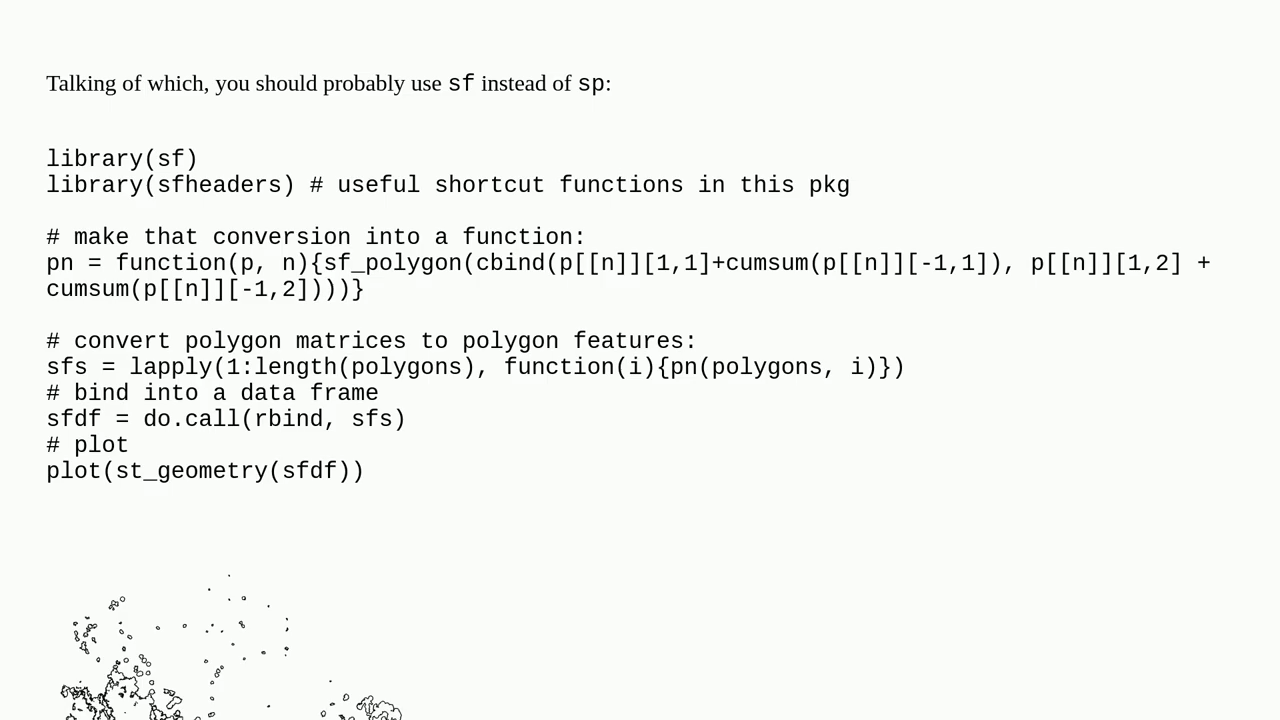 Talking of which, you should probably use sf instead of sp:
library(sf)
library(sfheaders) # useful shortcut functions in this pkg
# make that conversion into a function:
pn = function(p, n){sf_polygon(cbind(p[[n]][1,1]+cumsum(p[[n]][-1,1]), p[[n]][1,2] +
cumsum(p[[n]][-1,2])))}
# convert polygon matrices to polygon features:
sfs = lapply(1:length(polygons), function(i){pn(polygons, i)})
# bind into a data frame
sfdf = do.call(rbind, sfs)
# plot
plot(st_geometry(sfdf))